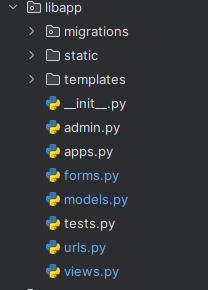 libapp
migrations
static
templates
__init__.py
admin.py
apps.py
forms.py
models.py
tests.py
urls.py
views.py